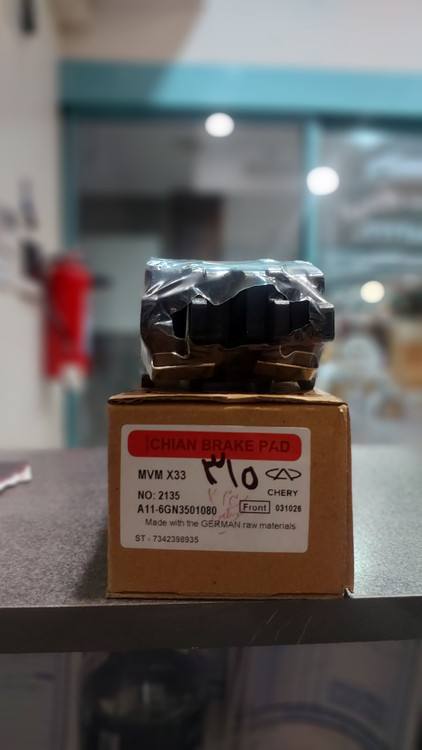 CHIAN BRAKE PAD
MVM X33
۳۱۵
CHERY
NO: 2135
A11-6GN3501080 Front 031026
Made with the GERMAN raw materials
ST - 7342398935